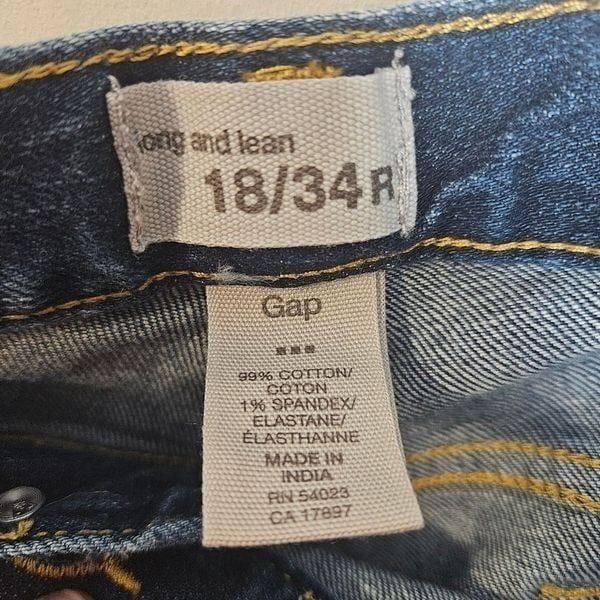 long and lean
18/34R
Gap
99% COTTON/
COTON
1% SPANDEX/
ELASTANE/
ÉLASTHANNE
MADE IN
INDIA
RN 54023
CA 17897